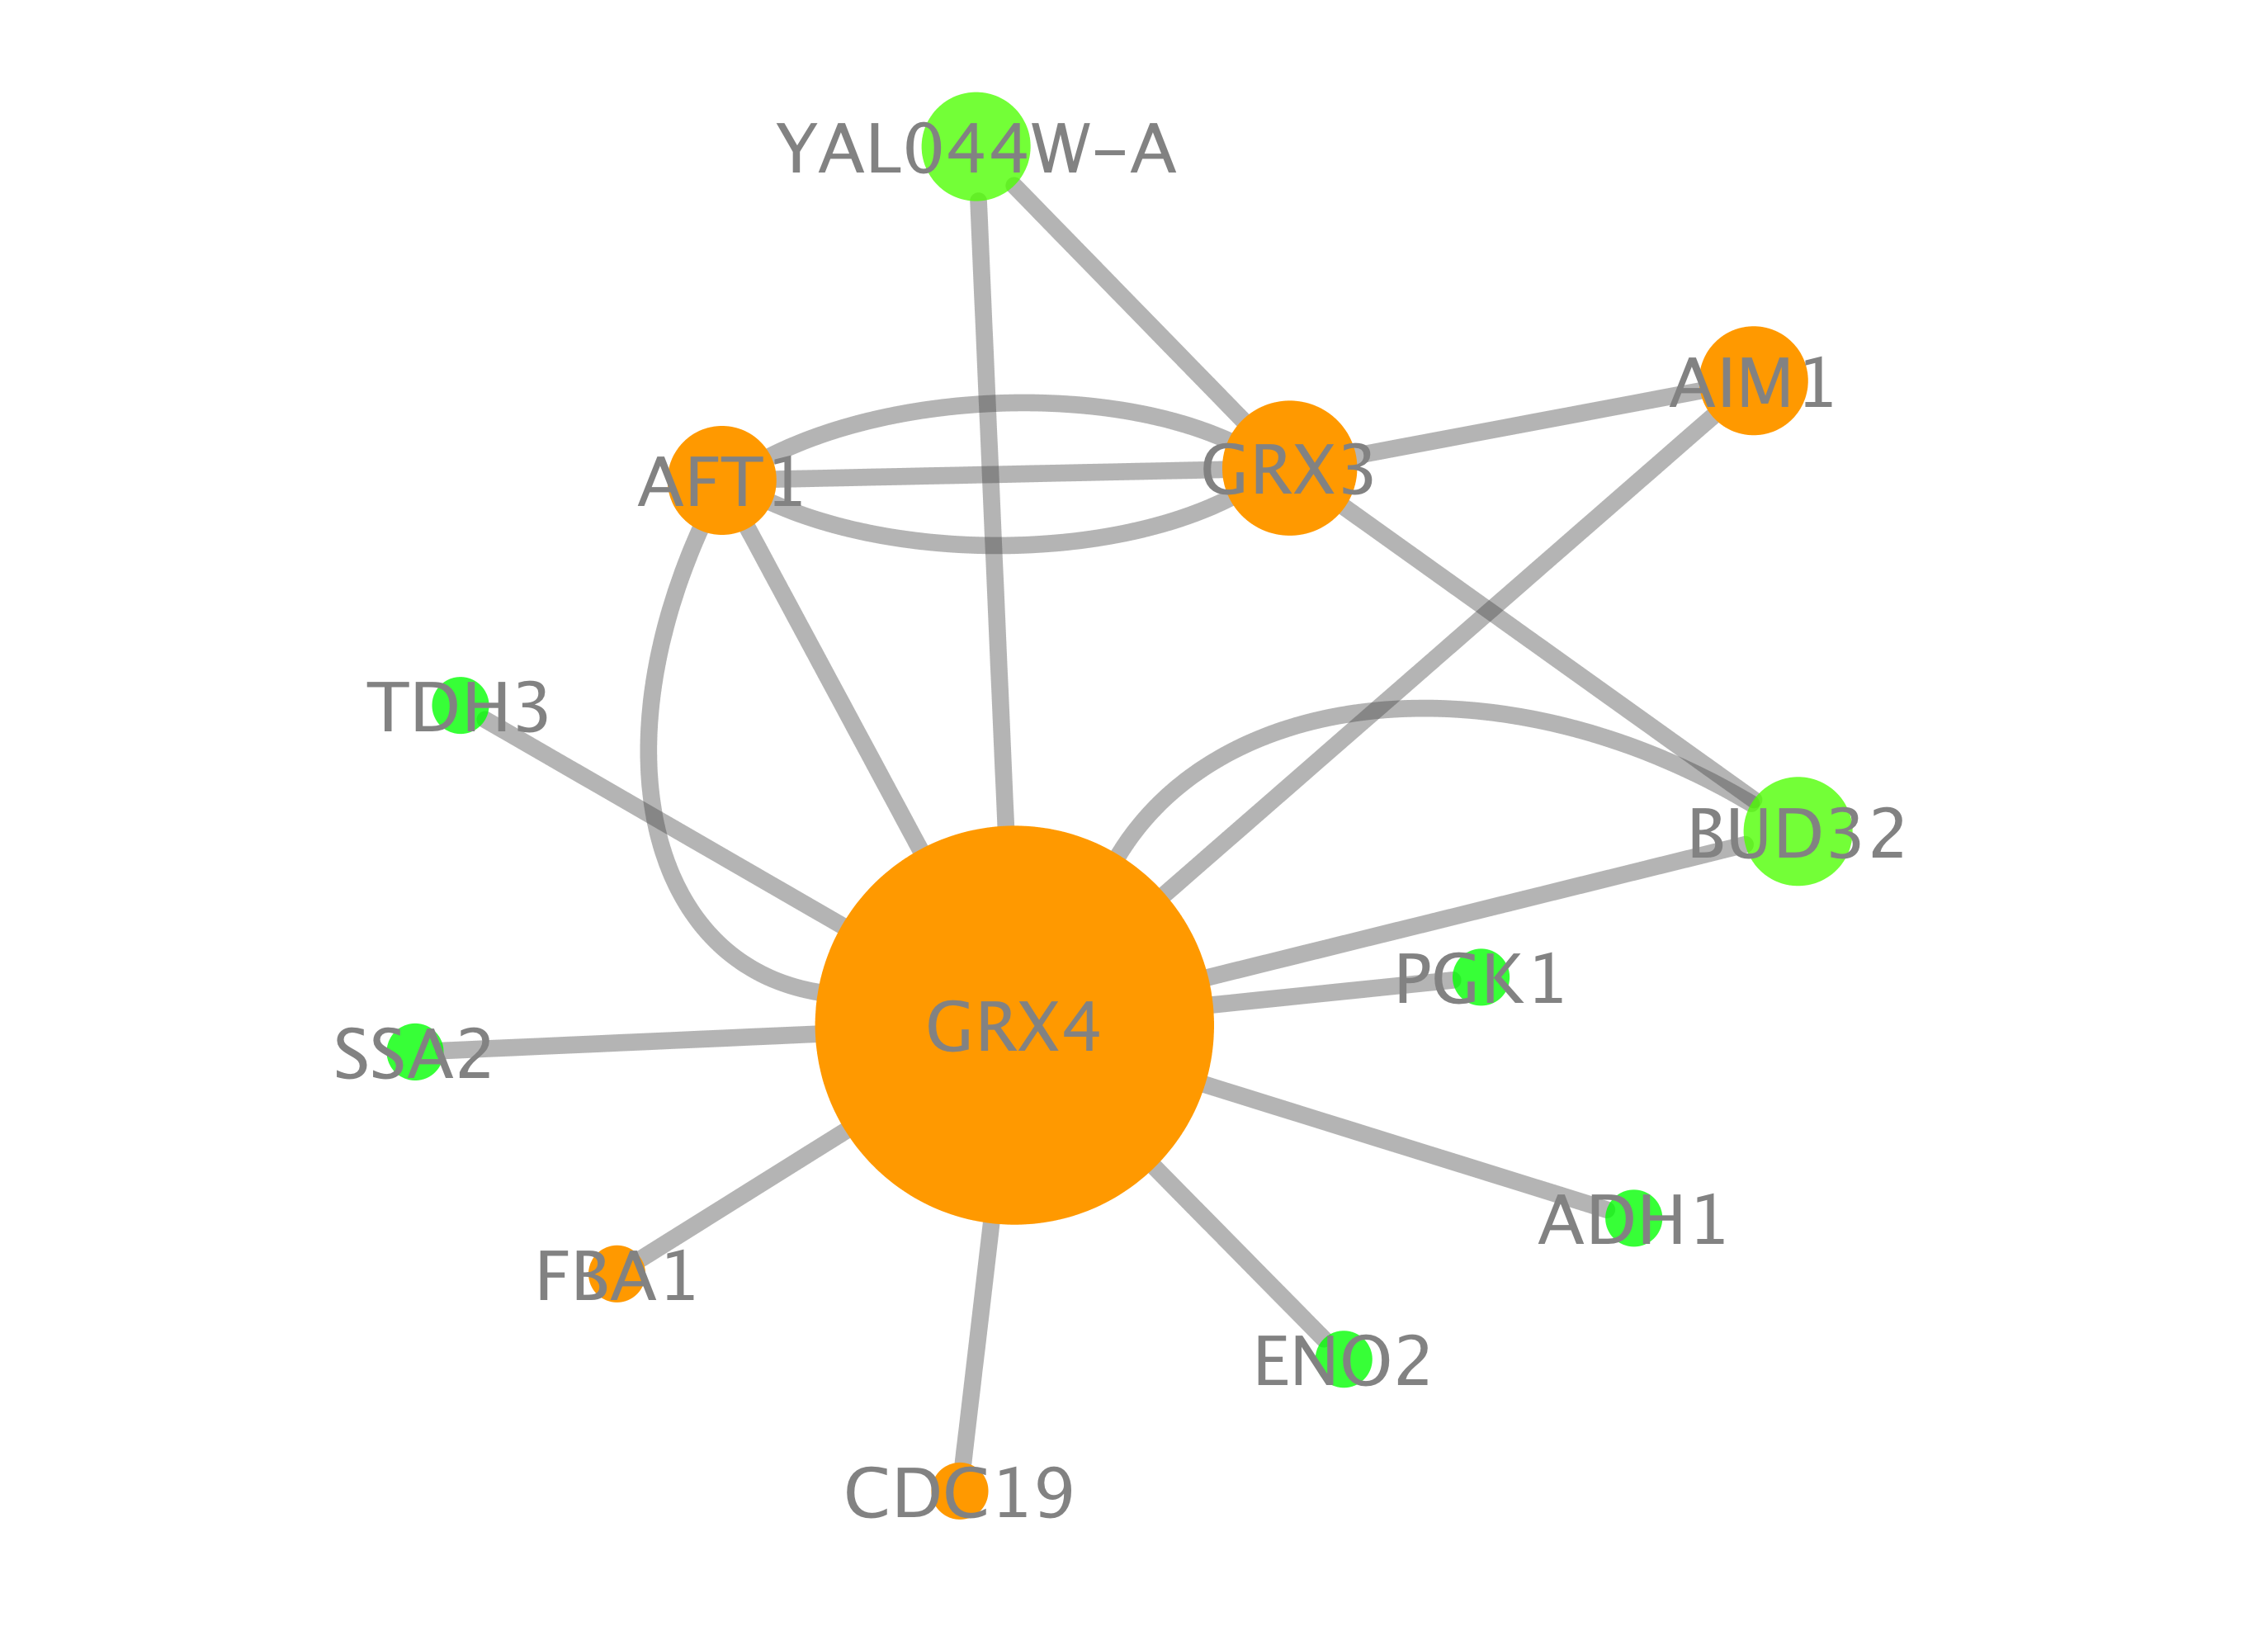 YAL044W–A
AIM1
GRX3
AFT1
TDH3
BUD32
PGK1
GRX4
SSA2
ADH1
FBA1
ENO2
CDC19